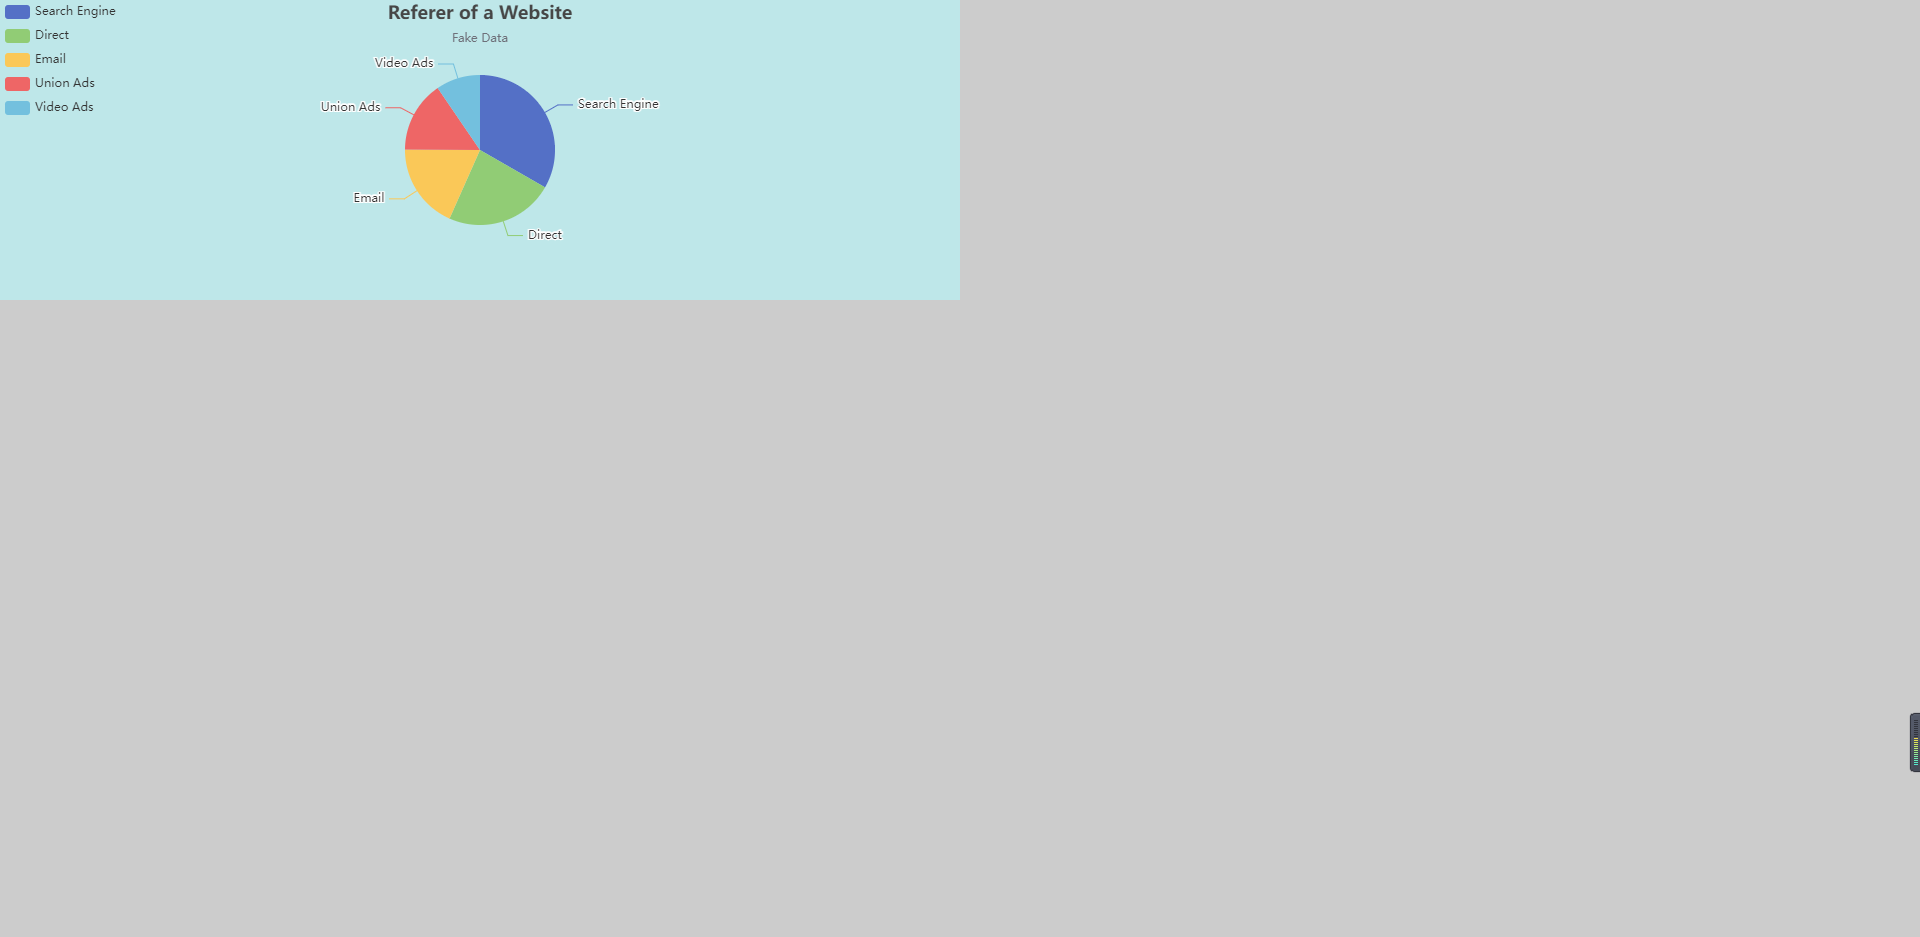 Search Engine
Direct
Email
Union Ads
Video Ads
Referer of a Website
Fake Data
Video Ads
Union Ads
Search Engine
Email
Direct